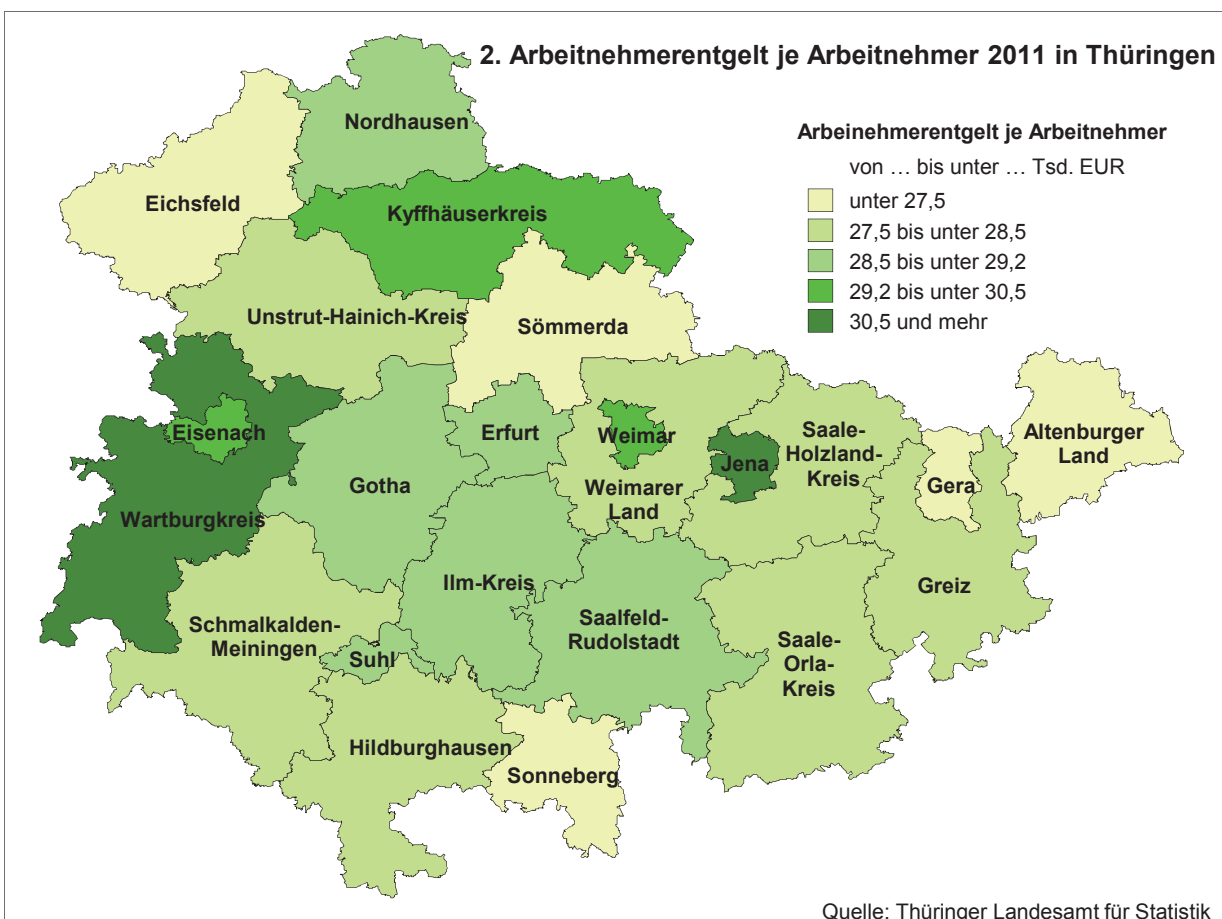 2. Arbeitnehmerentgelt je Arbeitnehmer 2011 in Thüringen
Arbeinehmerentgelt je Arbeitnehmer
von … bis unter … Tsd. EUR
unter 27,5
27,5 bis unter 28,5
28,5 bis unter 29,2
29,2 bis unter 30,5
30,5 und mehr
Nordhausen
Eichsfeld
Kyffhäuserkreis
Unstrut-Hainich-Kreis
Sömmerda
Eisenach
Erfurt
Weimar
Saale-
Holzland-
Kreis
Altenburger
Land
Jena
Gera
Gotha
Weimarer
Land
Wartburgkreis
Ilm-Kreis
Greiz
Saalfeld-
Rudolstadt
Schmalkalden-
Meiningen
Suhl
Saale-
Orla-
Kreis
Hildburghausen
Sonneberg
Quelle: Thüringer Landesamt für Statistik